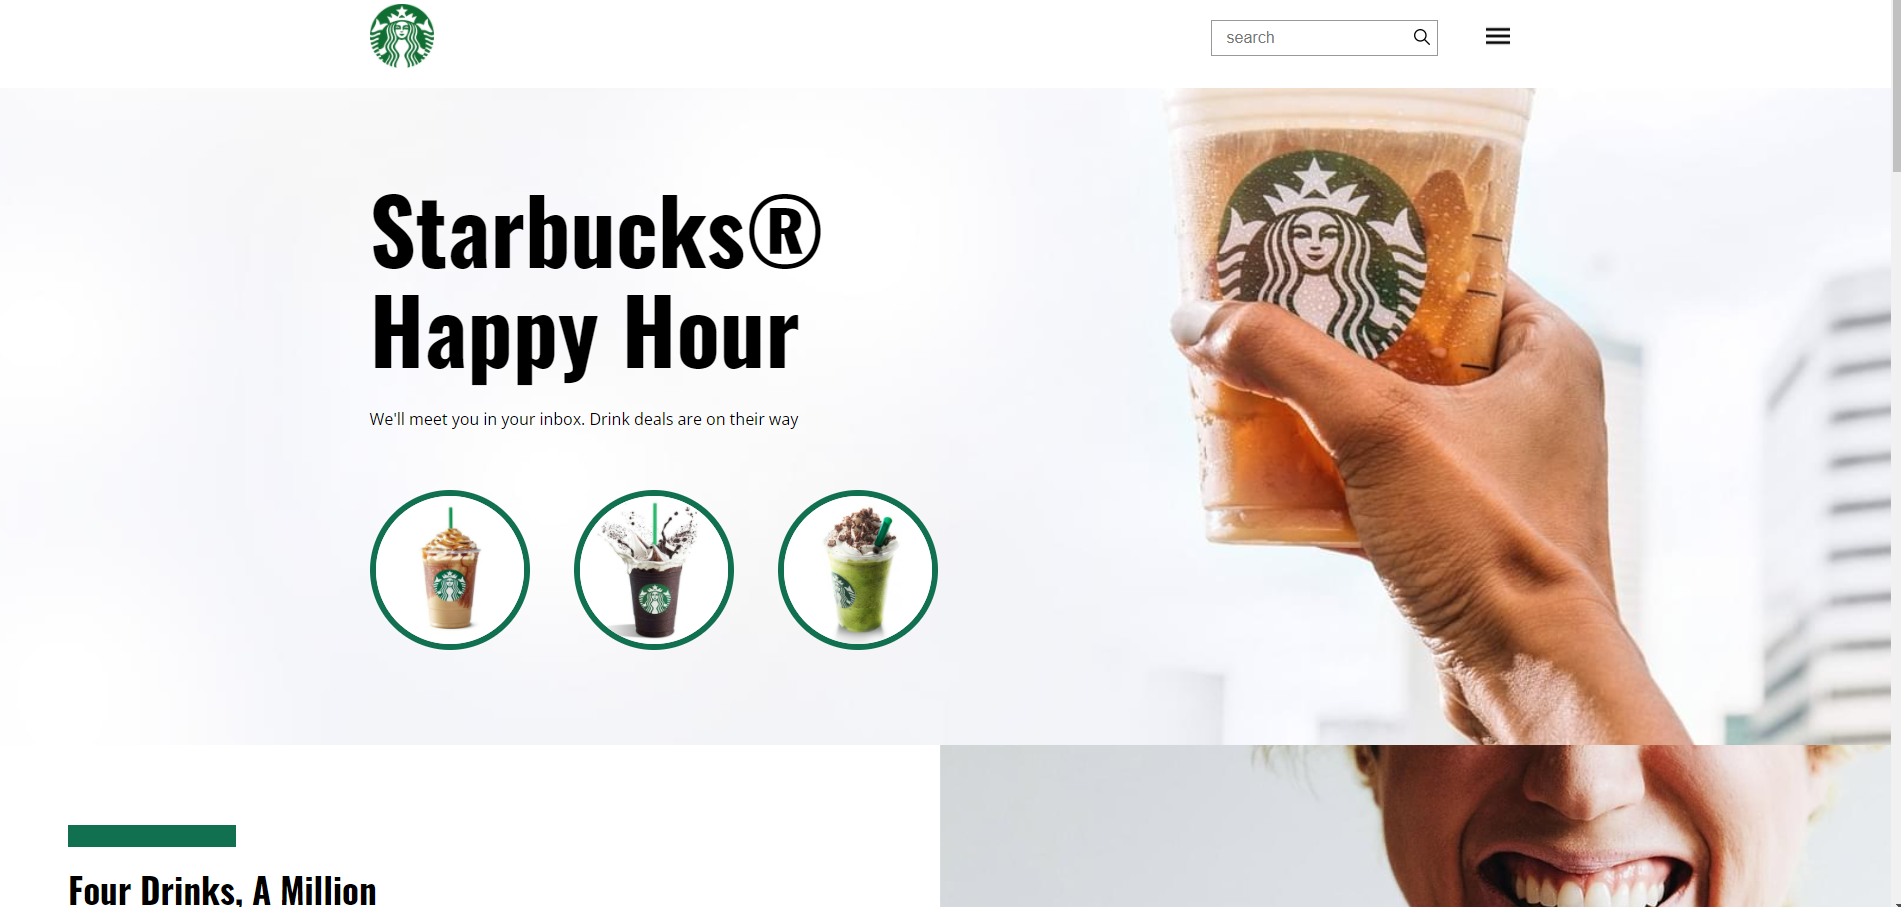 search
Starbucks®
Happy Hour
We'll meet you in your inbox. Drink deals are on their way
Four Drinks, A Million